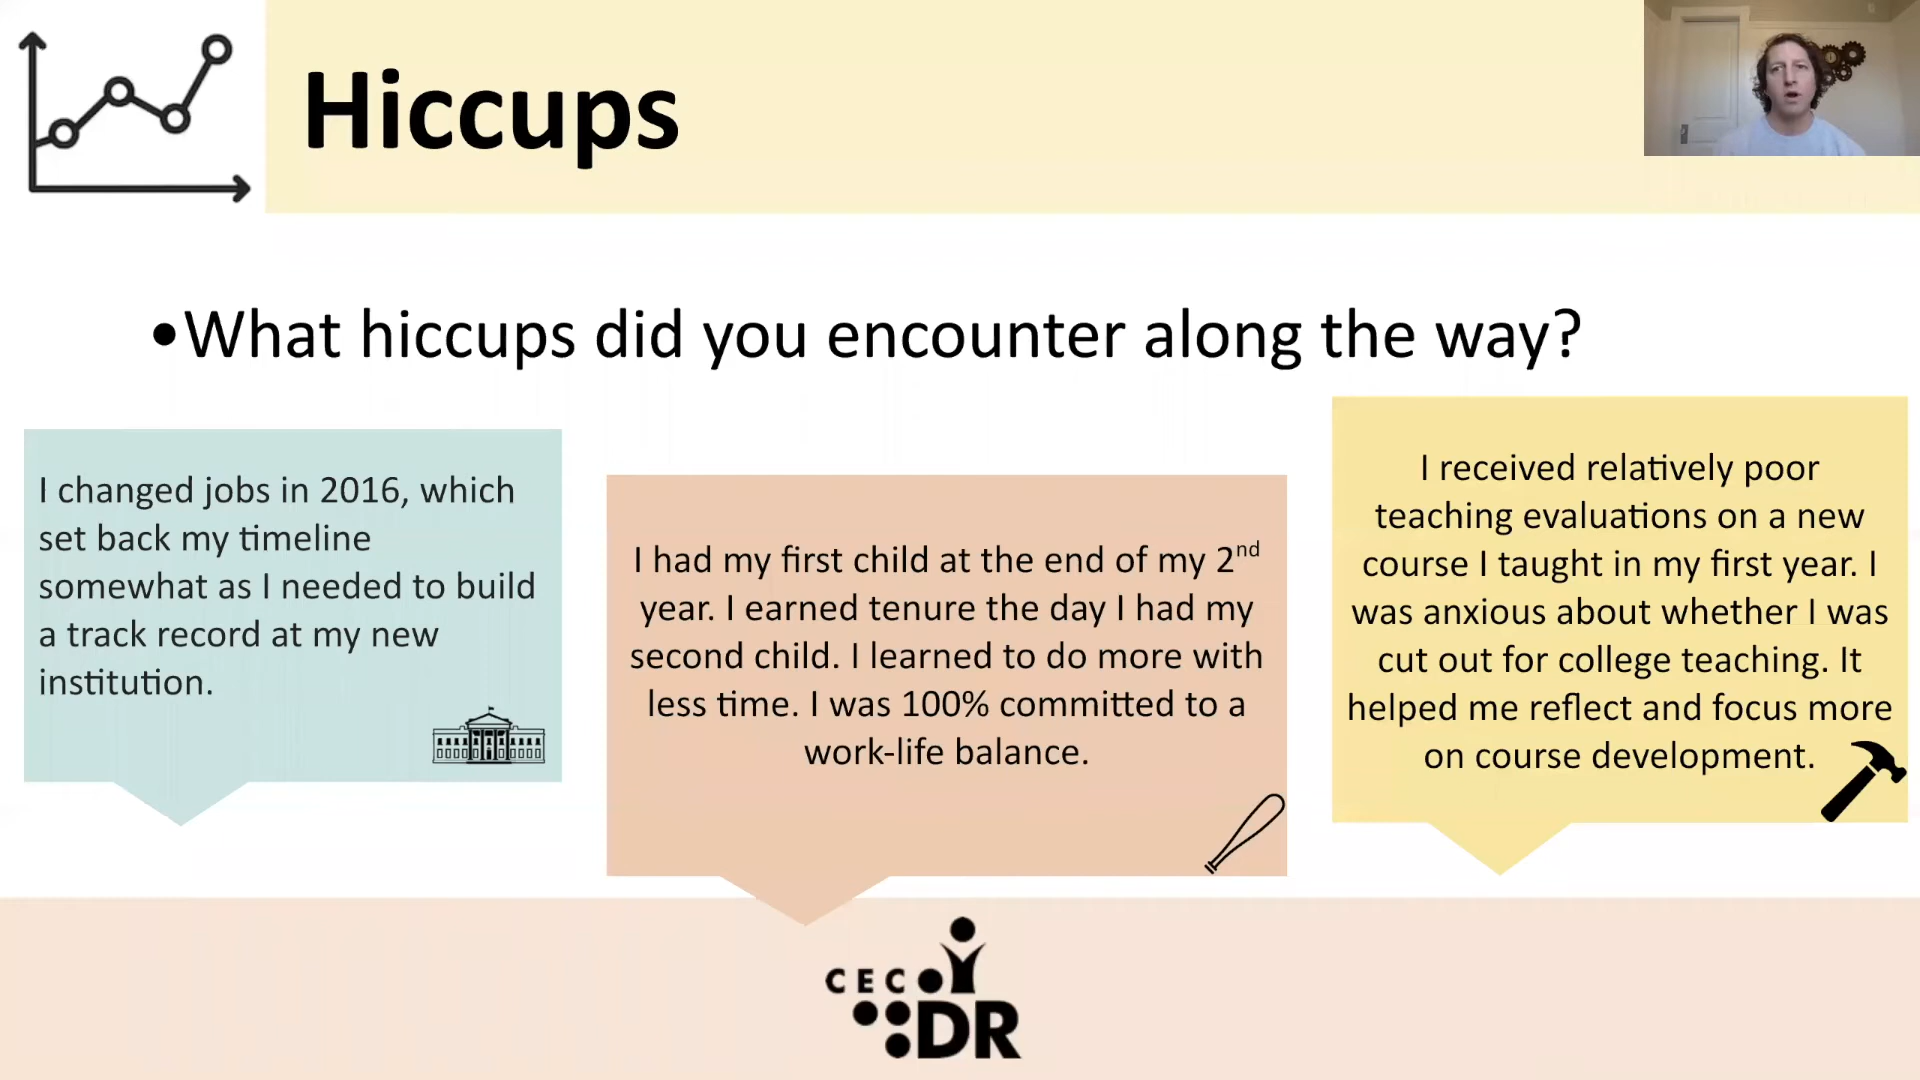 Hiccups
•What hiccups did you encounter along the way?
I changed jobs in 2016, which
set back my timeline
somewhat as I needed to build
a track record at my new
institution.
I had my first child at the end of my 2nd
year. I earned tenure the day I had my
second child. I learned to do more with
less time. I was 100% committed to a
work-life balance.
I received relatively poor
teaching evaluations on a new
course I taught in my first year. I
was anxious about whether I was
cut out for college teaching. It
helped me reflect and focus more
on course development.
CEC
DR